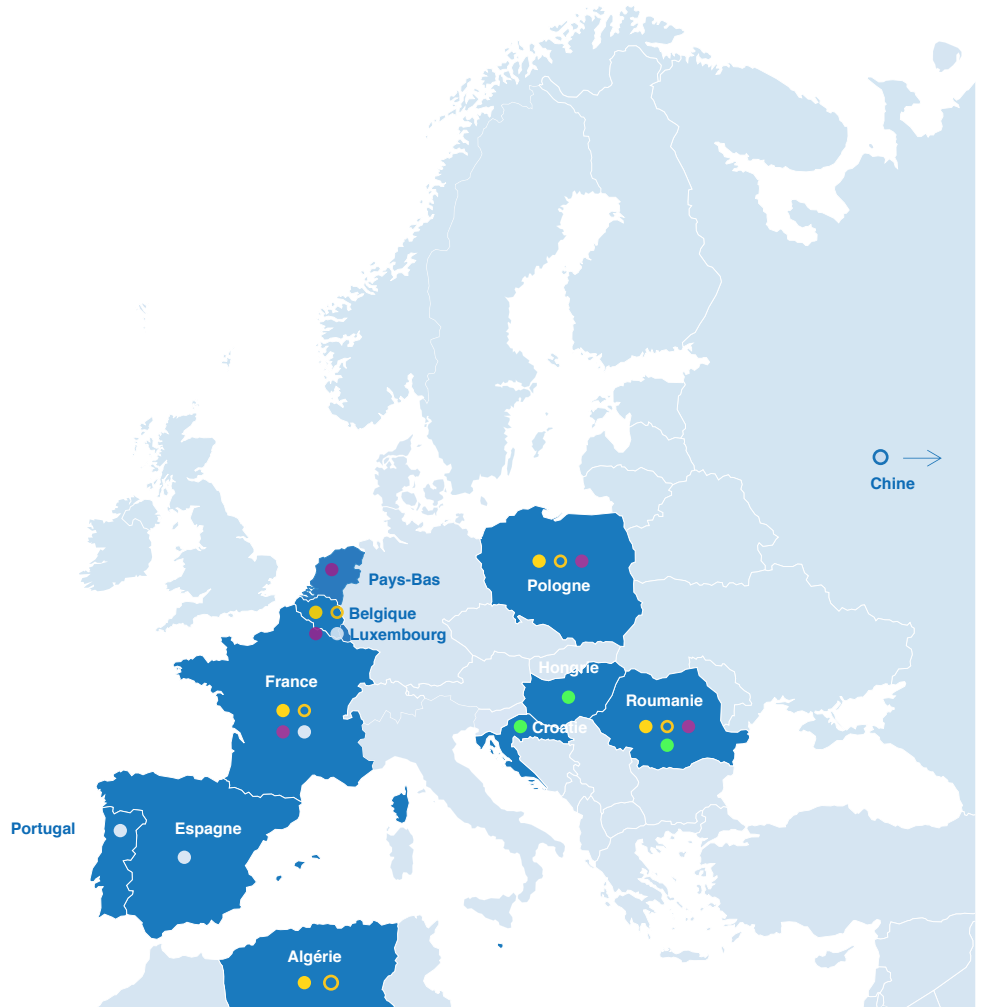 Chine
Pays-Bas
Pologne
Belgique
Luxembourg
Hongrie
France
Roumanie
Croatie
Portugal
Espagne
Algérie